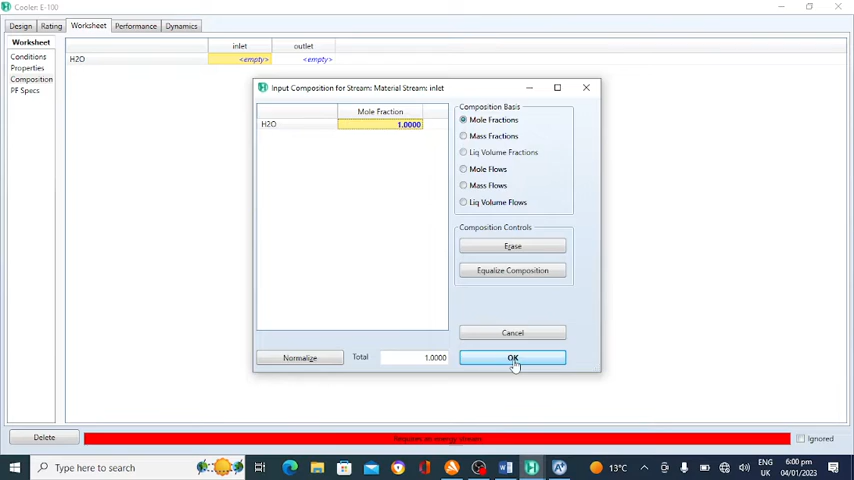 Cooler: E-100
Design Rating Worksheet Performance Dynamics
Worksheet
Conditions
Properties
Composition
PF Specs
inlet outlet
H2O <empty> <empty>
Input Composition for Stream: Material Stream: inlet
Mole Fraction
H2O 1.0000
Composition Basis
Mole Fractions
Mass Fractions
Liq Volume Fractions
Mole Flows
Mass Flows
Liq Volume Flows
Composition Controls
Erase
Equalize Composition
Cancel
Normalize Total 1.0000 OK
Delete Requires an energy stream Ignored
Type here to search 13°C ENG UK 6:00 pm 04/01/2023